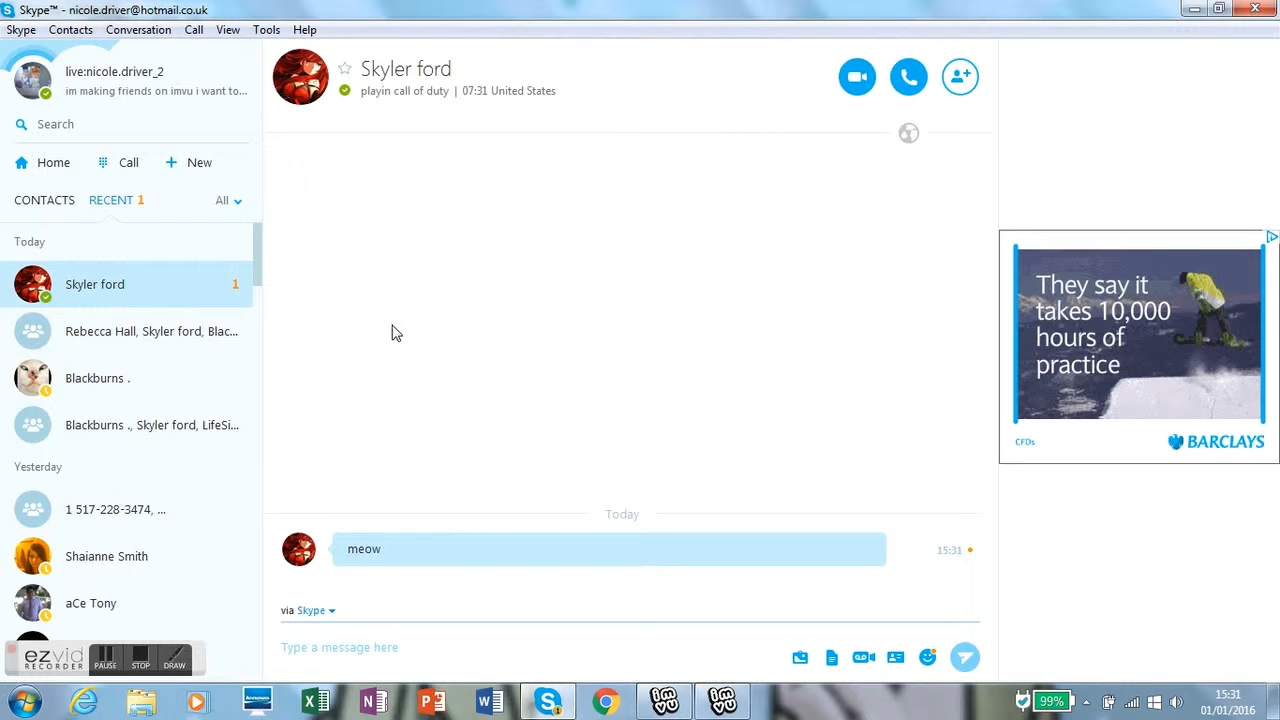 Skype™ - nicole.driver@hotmail.co.uk
Skype Contacts Conversation Call View Tools Help
live:nicole.driver_2
im making friends on imvu i want to...
Search
Home Call + New
CONTACTS RECENT 1 All
Today
Skyler ford 1
Rebecca Hall, Skyler ford, Blac...
Blackburns .
Blackburns ., Skyler ford, LifeSi...
Yesterday
1 517-228-3474, ...
Shaianne Smith
aCe Tony
ezvid
RECORDER
PAUSE STOP DRAW
Skyler ford
playin call of duty | 07:31 United States
Today
meow 15:31
via Skype
Type a message here
They say it
takes 10,000
hours of
practice
CFDs BARCLAYS
lenovo
imvu
imvu
99%
15:31
01/01/2016